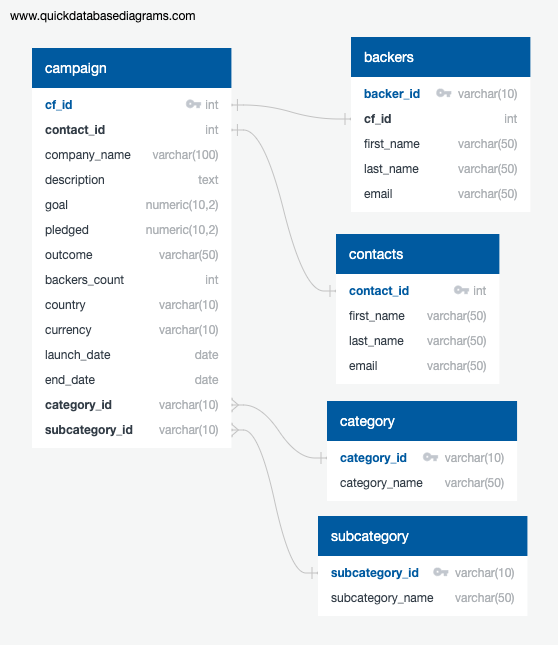 www.quickdatabasediagrams.com
campaign
cf_id int
contact_id int
company_name varchar(100)
description text
goal numeric(10,2)
pledged numeric(10,2)
outcome varchar(50)
backers_count int
country varchar(10)
currency varchar(10)
launch_date date
end_date date
category_id varchar(10)
subcategory_id varchar(10)
backers
backer_id varchar(10)
cf_id int
first_name varchar(50)
last_name varchar(50)
email varchar(50)
contacts
contact_id int
first_name varchar(50)
last_name varchar(50)
email varchar(50)
category
category_id varchar(10)
category_name varchar(50)
subcategory
subcategory_id varchar(10)
subcategory_name varchar(50)